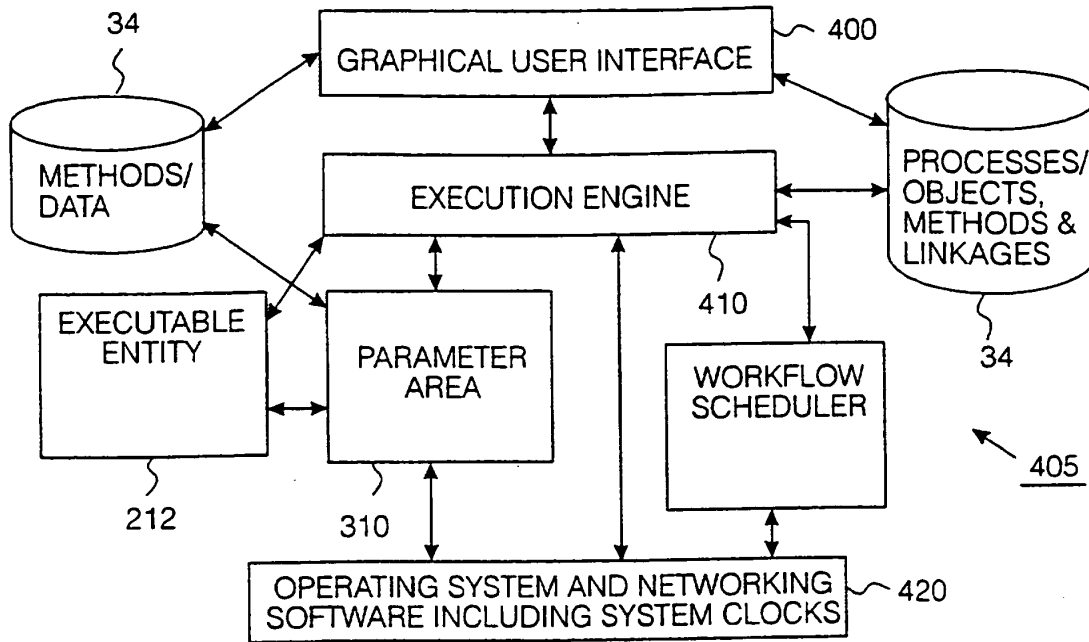 34
400
GRAPHICAL USER INTERFACE
METHODS/
DATA
EXECUTION ENGINE
PROCESSES/
OBJECTS,
METHODS &
LINKAGES
410
34
EXECUTABLE
ENTITY
PARAMETER
AREA
WORKFLOW
SCHEDULER
405
212
310
OPERATING SYSTEM AND NETWORKING
SOFTWARE INCLUDING SYSTEM CLOCKS
420